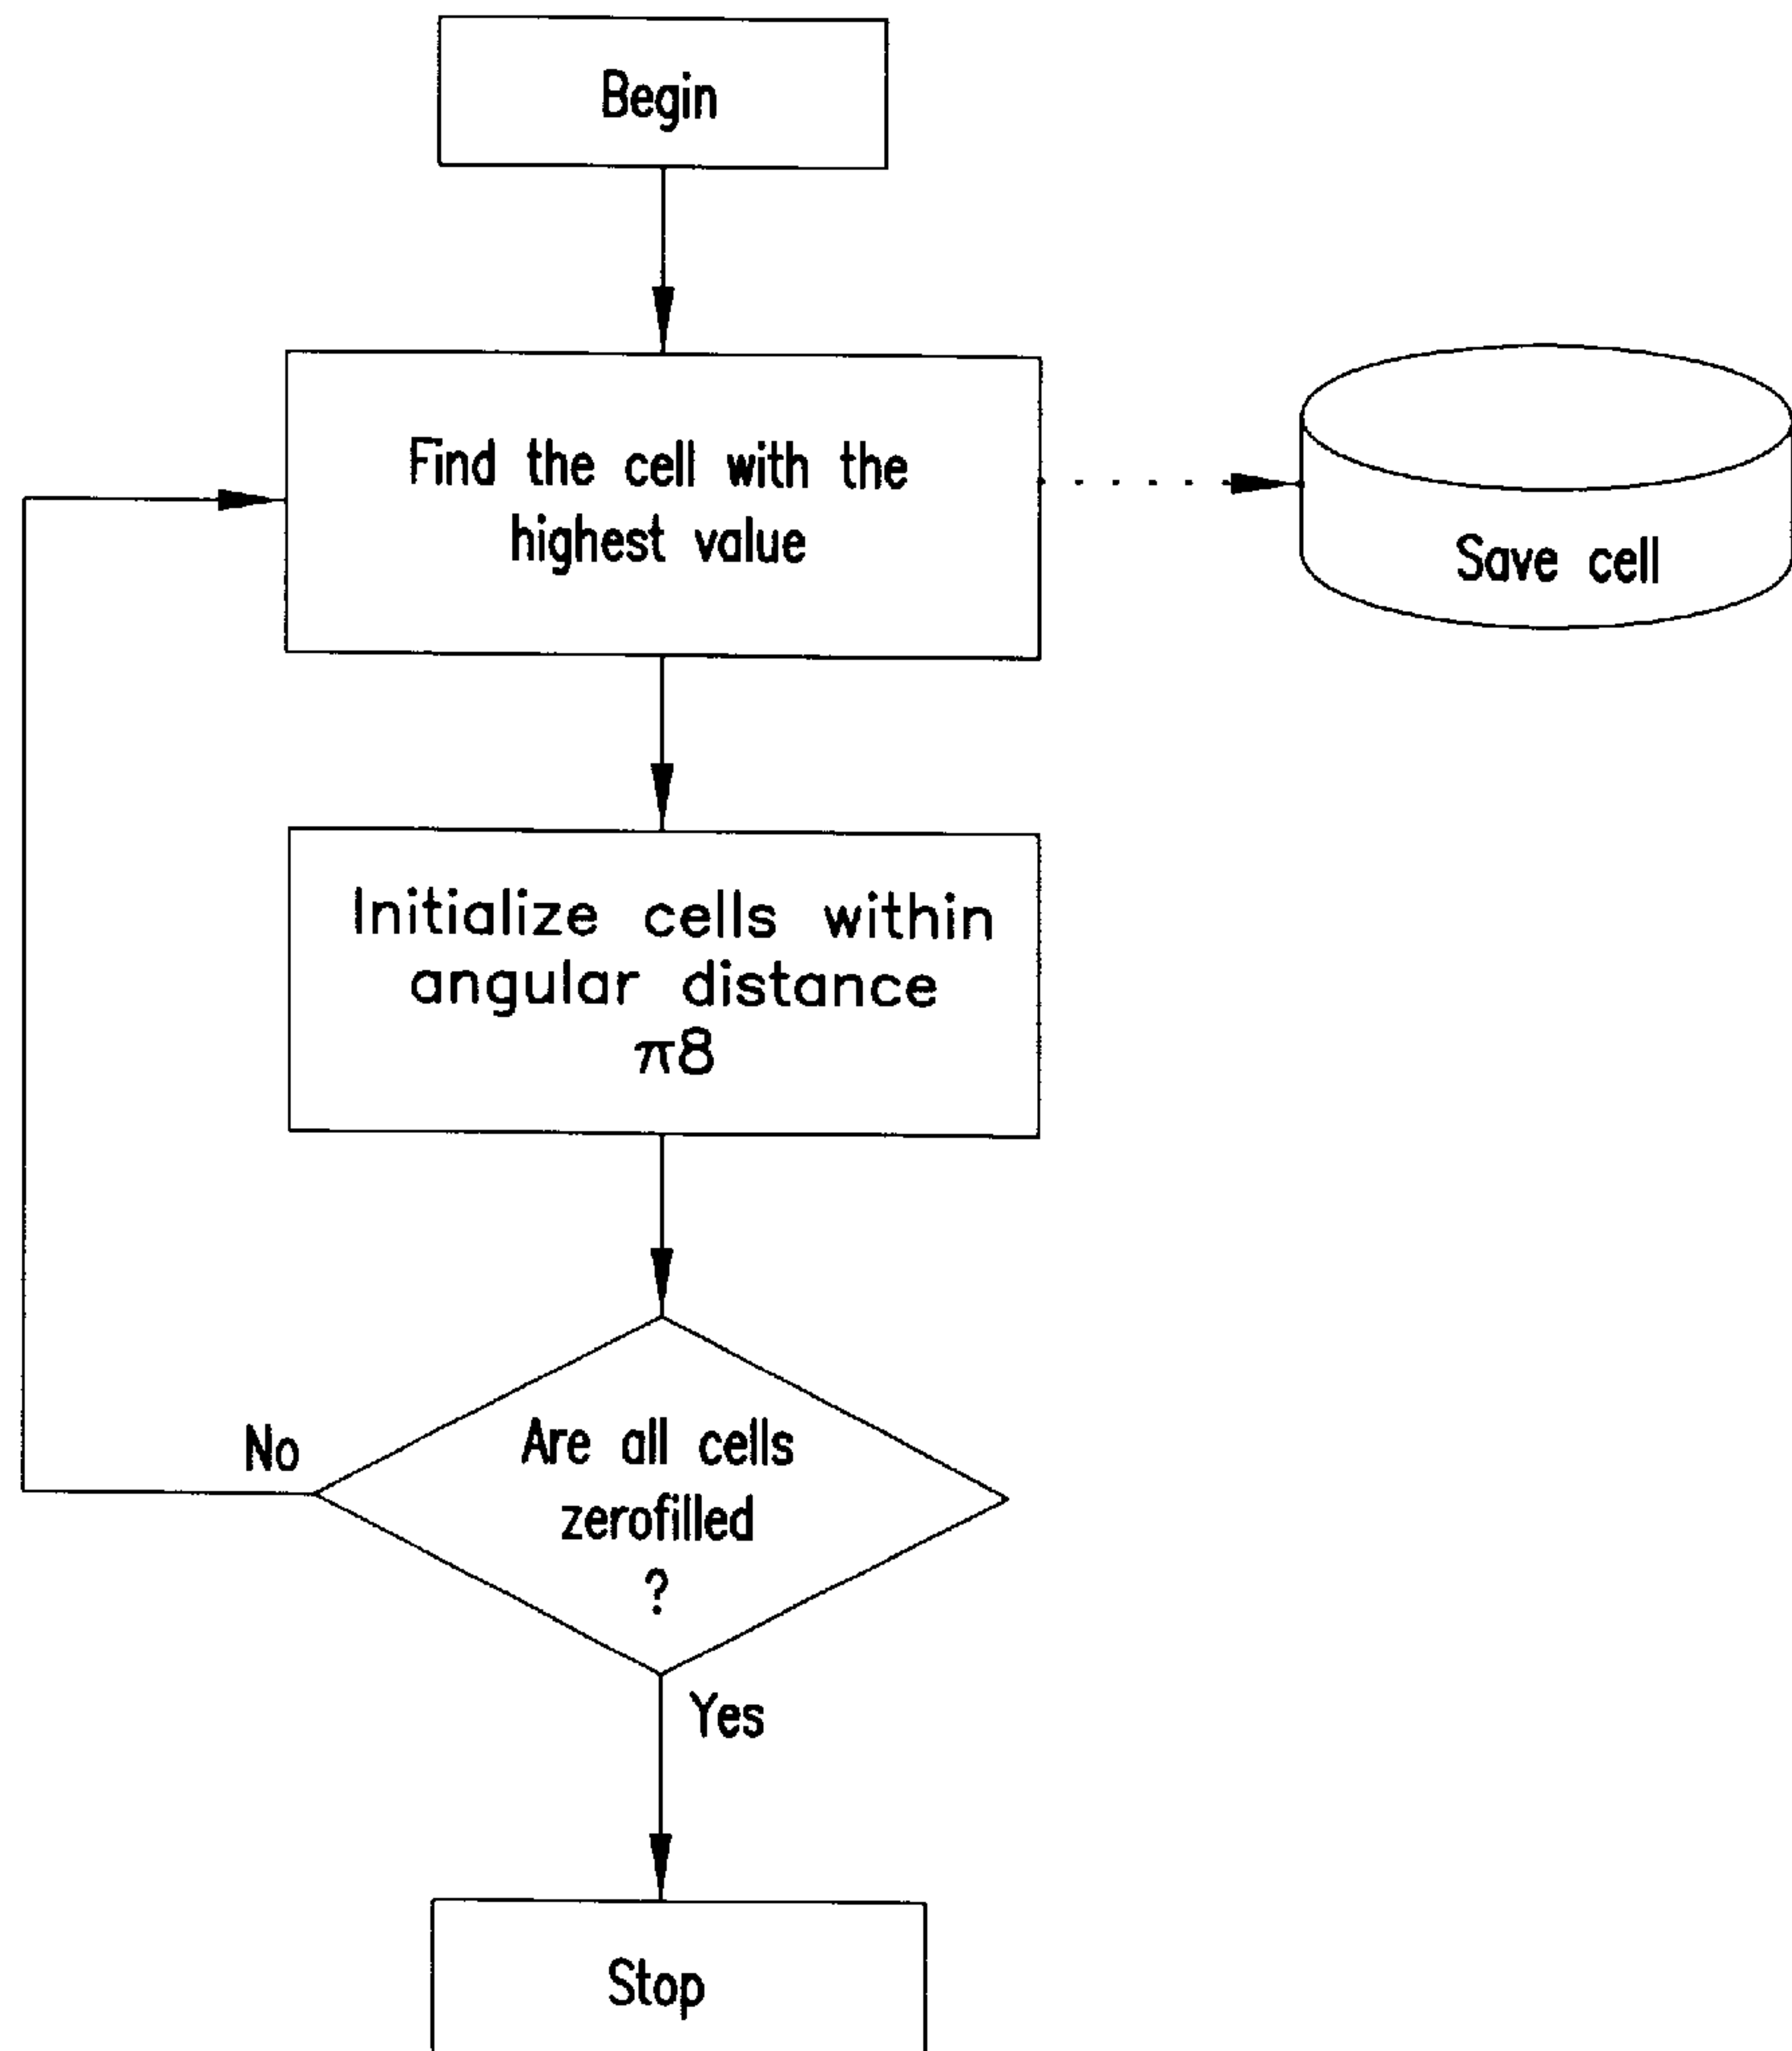 Begin
Find the cell with the
highest value
Save cell
Initialize cells within
angular distance
π8
No
Are all cells
zerofilled
?
Yes
Stop